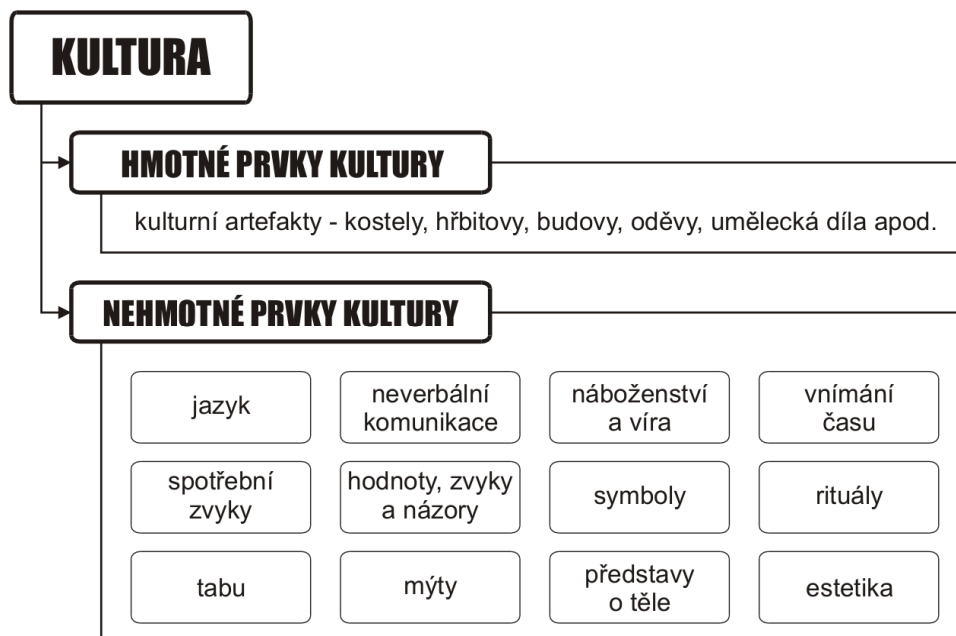 KULTURA
HMOTNÉ PRVKY KULTURY
kulturní artefakty - kostely, hřbitovy, budovy, oděvy, umělecká díla apod.
NEHMOTNÉ PRVKY KULTURY
jazyk
neverbální
komunikace
náboženství
a víra
vnímání
času
spotřební
zvyky
hodnoty, zvyky
a názory
symboly
rituály
tabu
mýty
představy
o těle
estetika